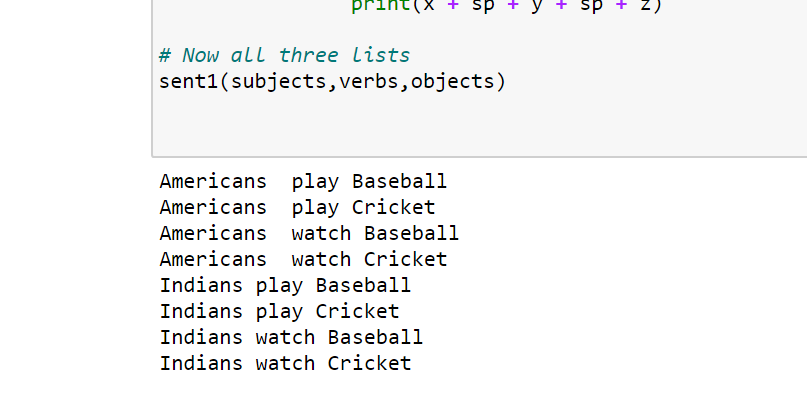 print(x + sp + y + sp + z)
# Now all three lists
sent1(subjects,verbs,objects)
Americans  play Baseball
Americans  play Cricket
Americans  watch Baseball
Americans  watch Cricket
Indians play Baseball
Indians play Cricket
Indians watch Baseball
Indians watch Cricket